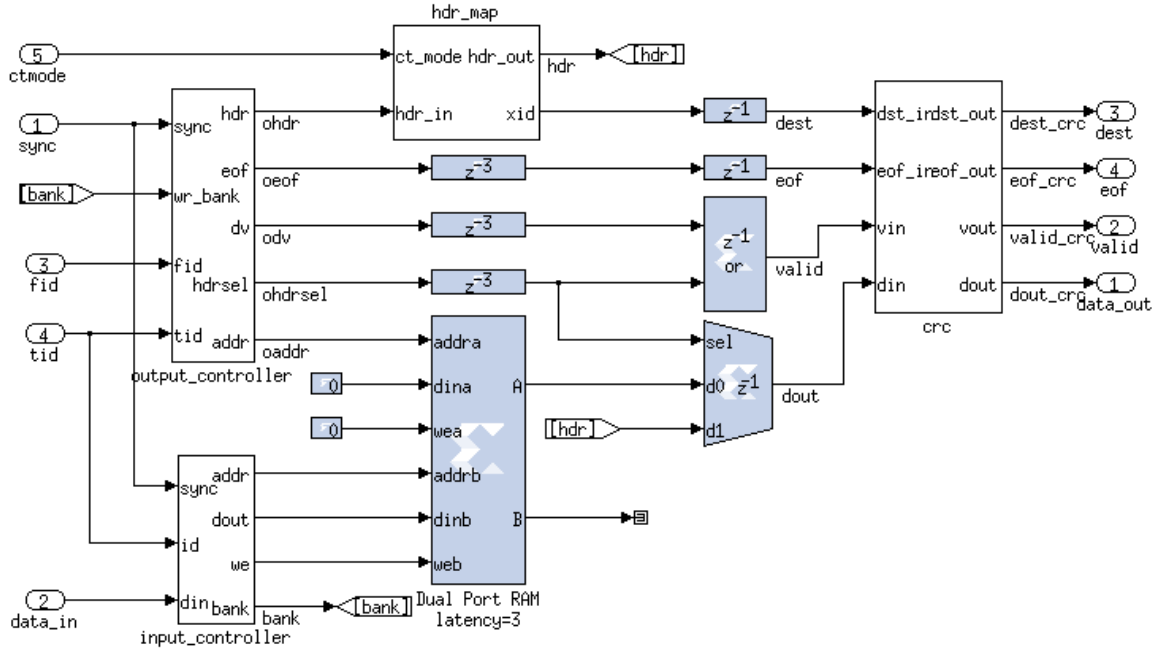 hdr_map
5
ctmode
ct_mode hdr_out
hdr
[hdr]
hdr_in xid
z-1
dest
1
sync
sync
hdr
ohdr
[bank]
wr_bank
eof
oeof
z-3
z-1
eof
dv
odv
z-3
z-1
or
valid
3
fid
fid
hdrsel
ohdrsel
z-3
4
tid
tid
addr
oaddr
output_controller
dst_in dst_out
dest_crc
3
dest
eof_in eof_out
eof_crc
4
eof
vin vout
valid_crc
2
valid
din dout
dout_crc
1
data_out
crc
addra
0
dina A
0
wea
addrb
dinb B
web
Dual Port RAM
latency=3
sel
d0 z-1
d1
dout
[hdr]
addr
sync
dout
id
we
2
data_in
din bank
bank
[bank]
input_controller